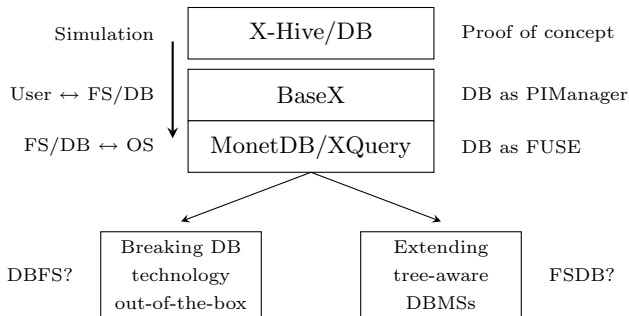 Simulation X-Hive/DB Proof of concept
User ↔ FS/DB BaseX DB as PIManager
FS/DB ↔ OS MonetDB/XQuery DB as FUSE
Breaking DB Extending
DBFS? technology tree-aware FSDB?
out-of-the-box DBMSs